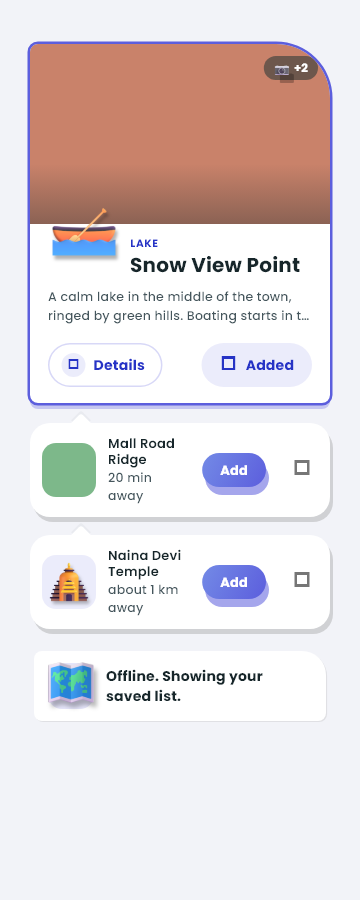 +2
LAKE
Snow View Point
A calm lake in the middle of the town,
ringed by green hills. Boating starts in t…
Details
Added
Mall Road
Ridge
20 min
away
Add
Naina Devi
Temple
about 1 km
away
Add
Offline. Showing your
saved list.